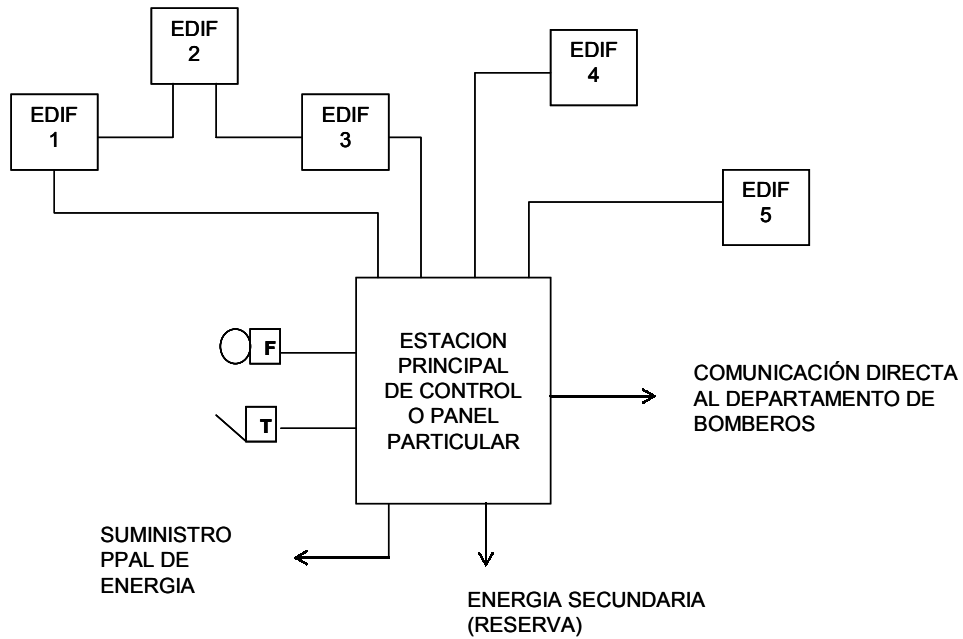 EDIF
1
EDIF
2
EDIF
3
EDIF
4
EDIF
5
ESTACION
PRINCIPAL
DE CONTROL
O PANEL
PARTICULAR
F
T
COMUNICACIÓN DIRECTA
AL DEPARTAMENTO DE
BOMBEROS
SUMINISTRO
PPAL DE
ENERGIA
ENERGIA SECUNDARIA
(RESERVA)